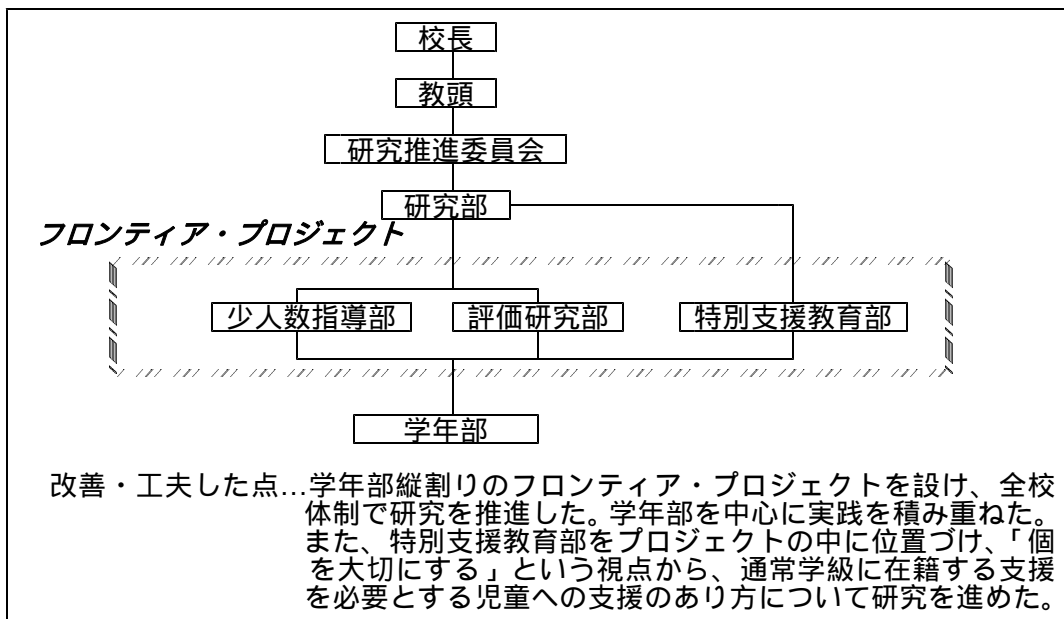 校長
教頭
研究推進委員会
研究部
フロンティア・プロジェクト
少人数指導部
評価研究部
特別支援教育部
学年部
改善・工夫した点…学年部縦割りのフロンティア・プロジェクトを設け、全校
体制で研究を推進した。学年部を中心に実践を積み重ねた。
また、特別支援教育部をプロジェクトの中に位置づけ、「個
を大切にする」という視点から、通常学級に在籍する支援
を必要とする児童への支援のあり方について研究を進めた。